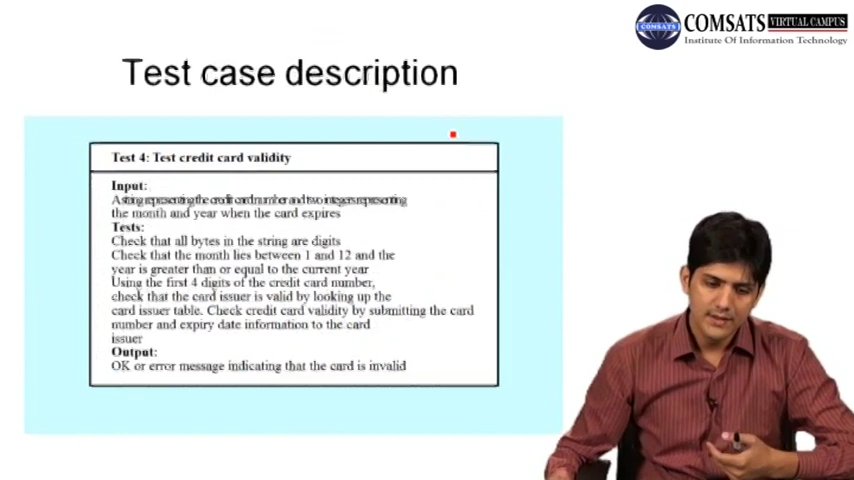 COMSATS VIRTUAL CAMPUS
COMSATS
Institute Of Information Technology
Test case description
Test 4: Test credit card validity
Input:
A string representing the credit card number and two integers representing
the month and year when the card expires
Tests:
Check that all bytes in the string are digits
Check that the month lies between 1 and 12 and the
year is greater than or equal to the current year
Using the first 4 digits of the credit card number,
check that the card issuer is valid by looking up the
card issuer table. Check credit card validity by submitting the card
number and expiry date information to the card
issuer
Output:
OK or error message indicating that the card is invalid